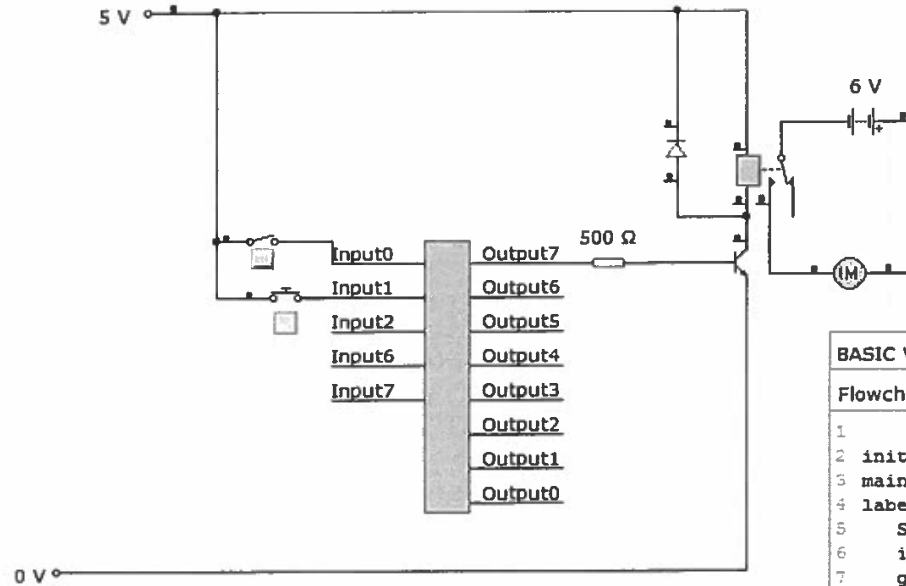 5 V
6 V
500 Ω
Input0
Input1
Input2
Input6
Input7
Output7
Output6
Output5
Output4
Output3
Output2
Output1
Output0
M
0 V
BASIC
Flowch
1
2 init
3 main
4 labe
5 S
6 i
7 g